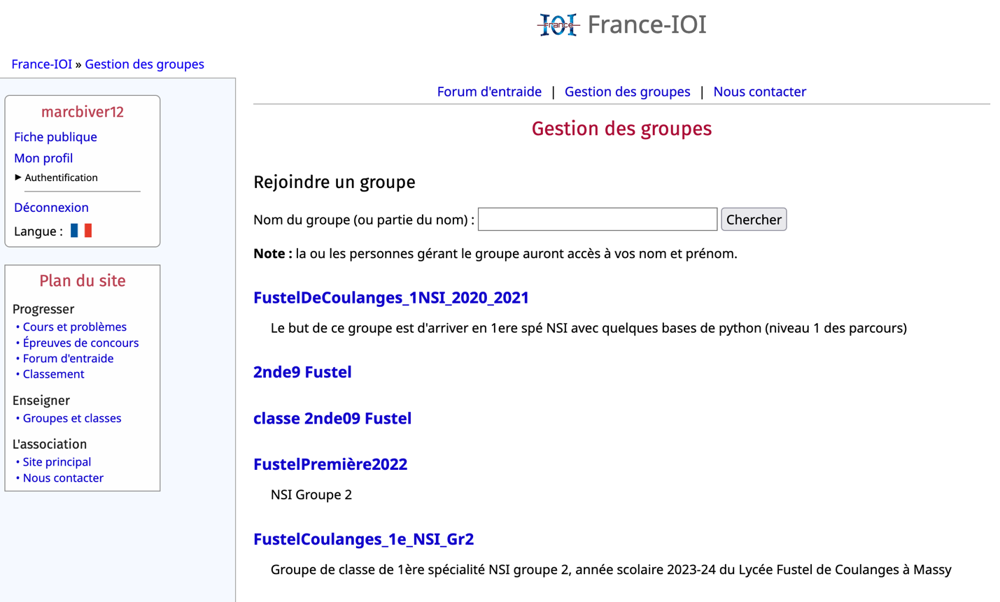 IOI
France
France-IOI
France-IOI » Gestion des groupes
marcbiver12
Fiche publique
Mon profil
► Authentification
Déconnexion
Langue :
Plan du site
Progresser
• Cours et problèmes
• Épreuves de concours
• Forum d'entraide
• Classement
Enseigner
• Groupes et classes
L'association
• Site principal
• Nous contacter
Forum d'entraide | Gestion des groupes | Nous contacter
Gestion des groupes
Rejoindre un groupe
Nom du groupe (ou partie du nom) : Chercher
Note : la ou les personnes gérant le groupe auront accès à vos nom et prénom.
FustelDeCoulanges_1NSI_2020_2021
Le but de ce groupe est d'arriver en 1ere spé NSI avec quelques bases de python (niveau 1 des parcours)
2nde9 Fustel
classe 2nde09 Fustel
FustelPremière2022
NSI Groupe 2
FustelCoulanges_1e_NSI_Gr2
Groupe de classe de 1ère spécialité NSI groupe 2, année scolaire 2023-24 du Lycée Fustel de Coulanges à Massy